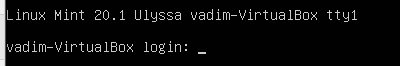 Linux Mint 20.1 Ulyssa vadim-VirtualBox tty1
vadim-VirtualBox login: _